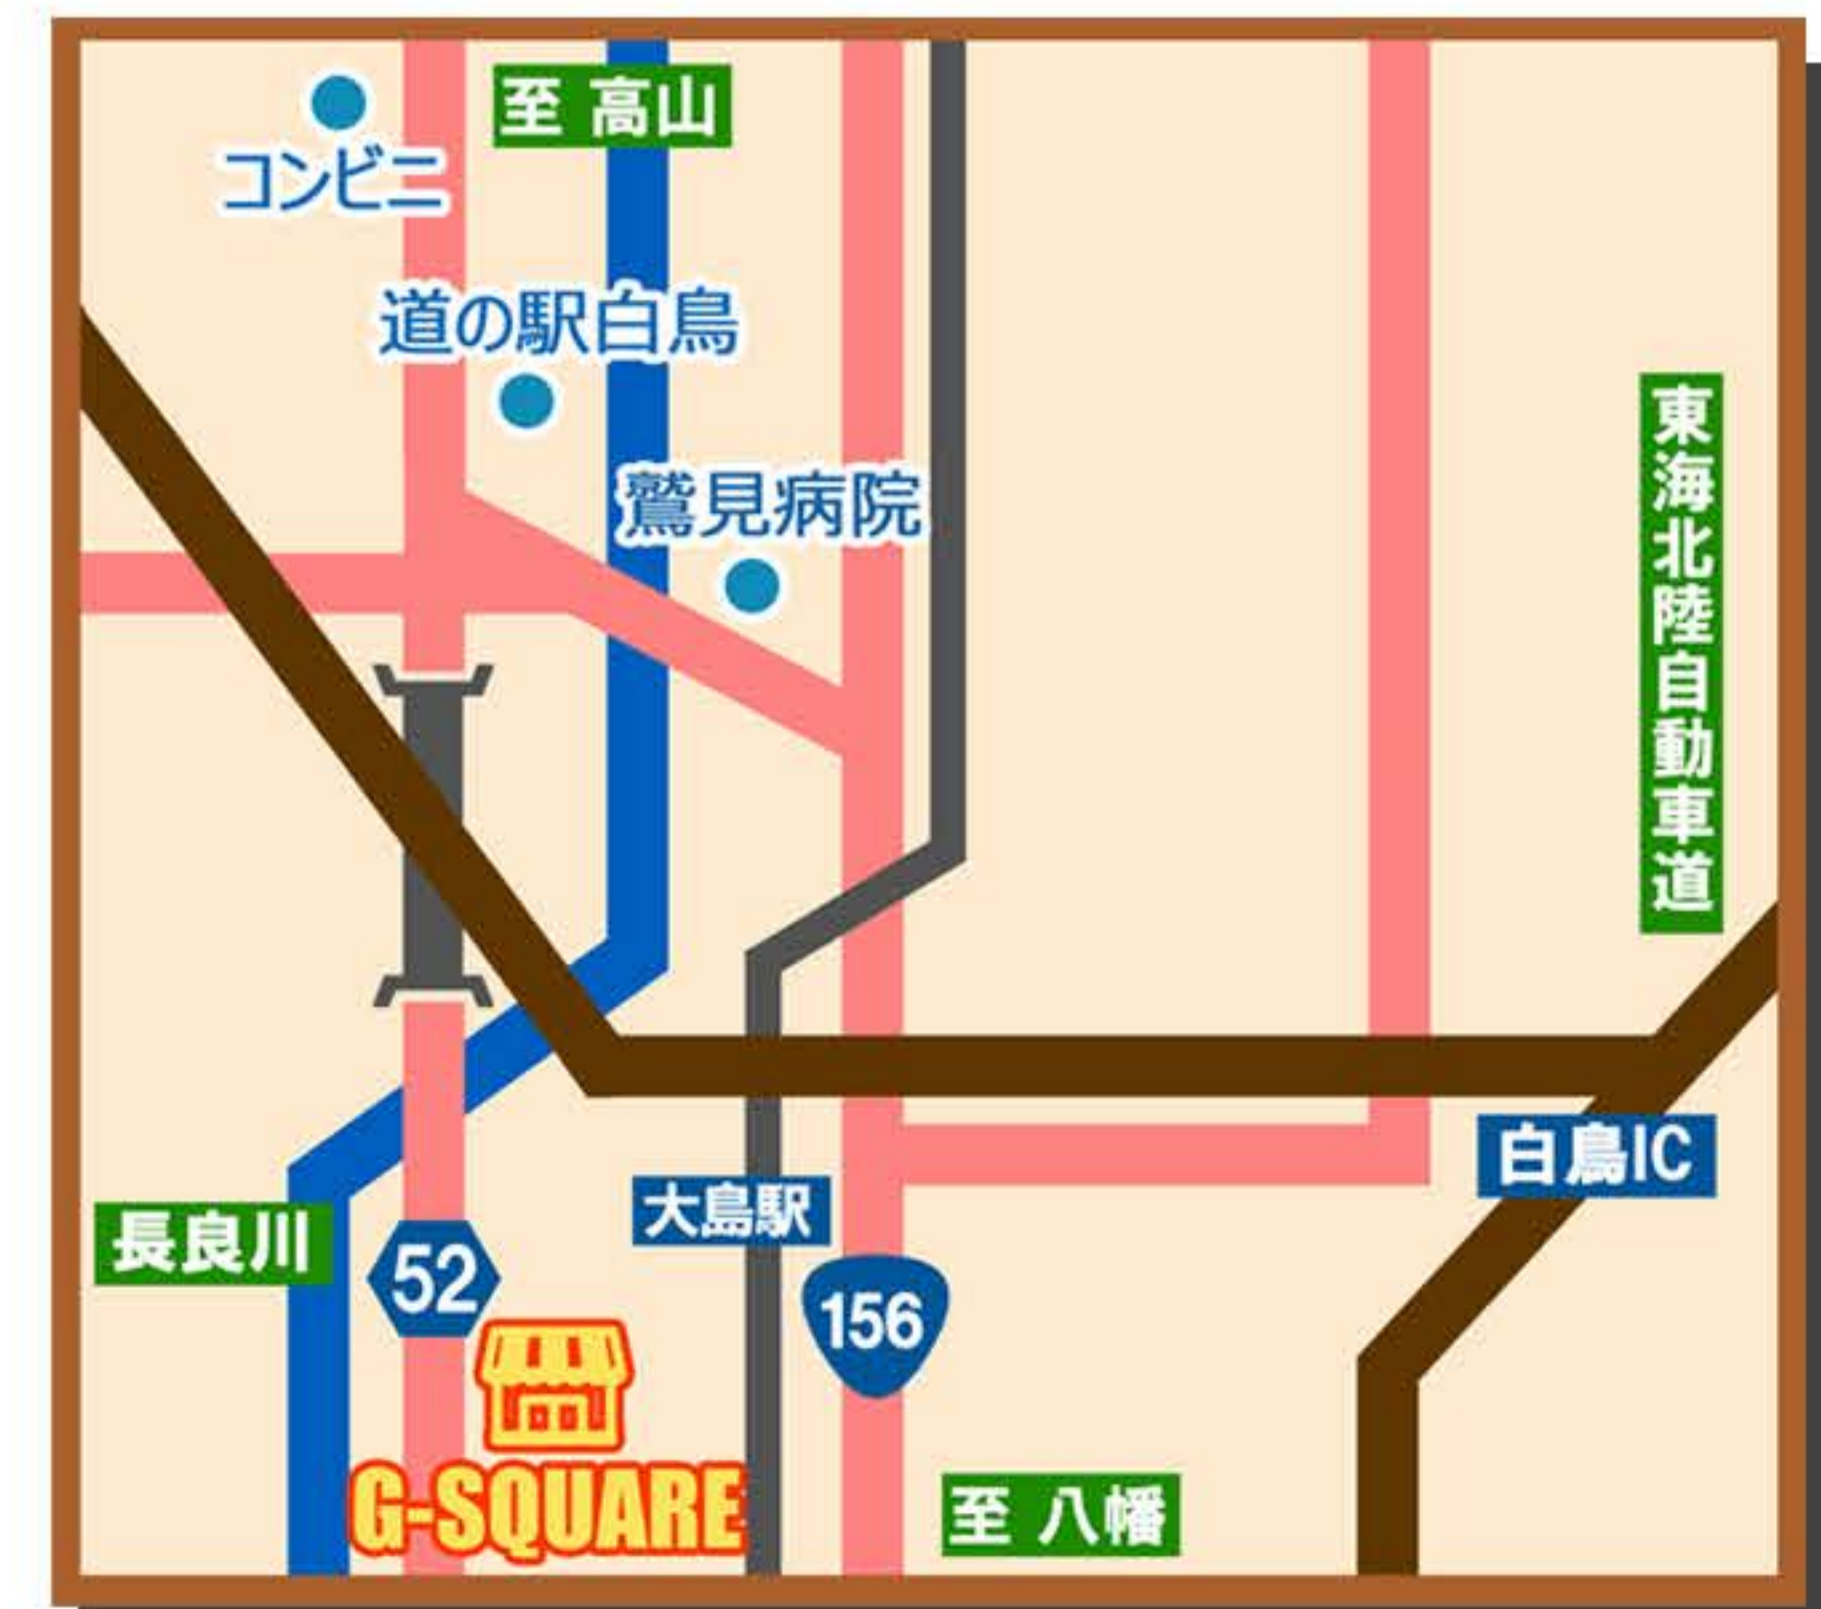 至 高山
コンビニ
道の駅白鳥
鷲見病院
東海北陸自動車道
白鳥IC
大島駅
長良川
52
156
G-SQUARE
至 八幡